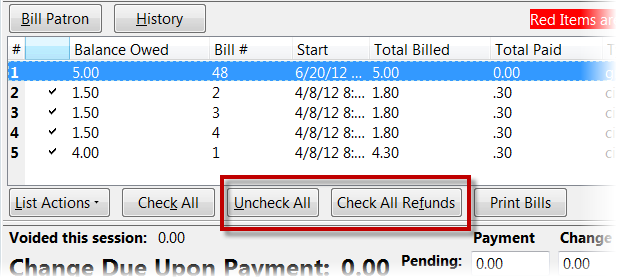 Bill Patron History Red Items ar
# Balance Owed Bill # Start Total Billed Total Paid T
1 5.00 48 6/20/12 ... 5.00 0.00
2 ✓ 1.50 2 4/8/12 8:... 1.80 .30 c
3 ✓ 1.50 3 4/8/12 8:... 1.80 .30 c
4 ✓ 1.50 4 4/8/12 8:... 1.80 .30 c
5 ✓ 4.00 1 4/8/12 8:... 4.30 .30 c
List Actions Check All Uncheck All Check All Refunds Print Bills
Voided this session: 0.00 Payment Change
Change Due Upon Payment: 0.00 Pending: 0.00 0.00